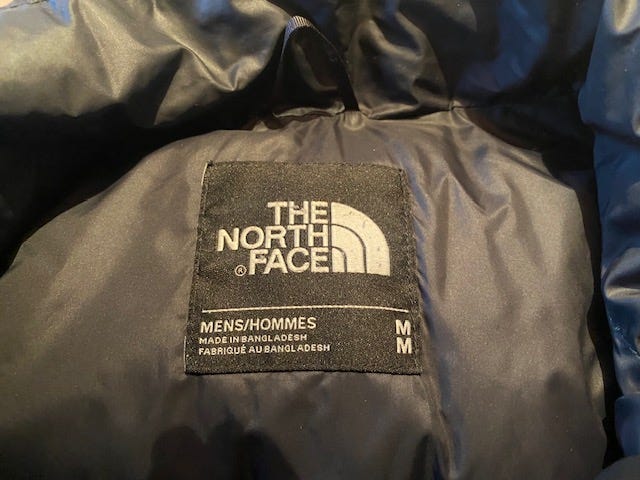 THE
NORTH
® FACE
MENS/HOMMES M
MADE IN BANGLADESH
FABRIQUÉ AU BANGLADESH M